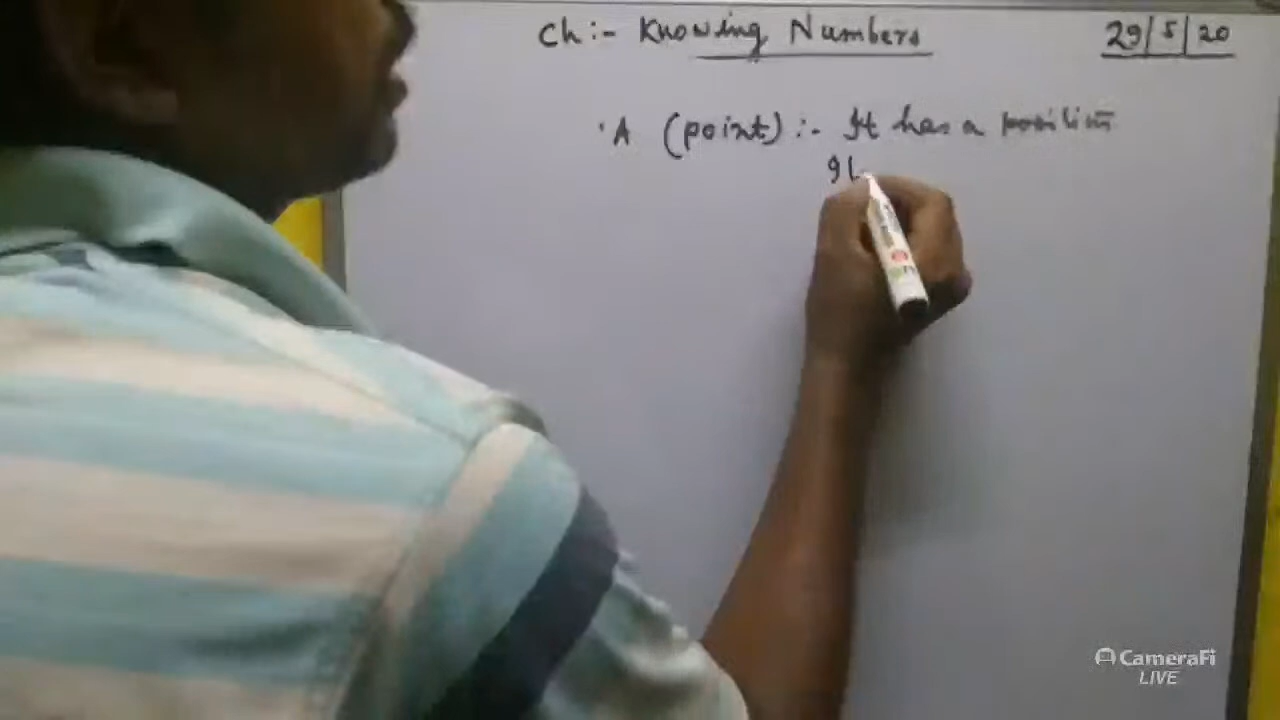 Ch:- Knowing Numbers
29/5/20
·A (point) :- It has a position
CameraFi
LIVE